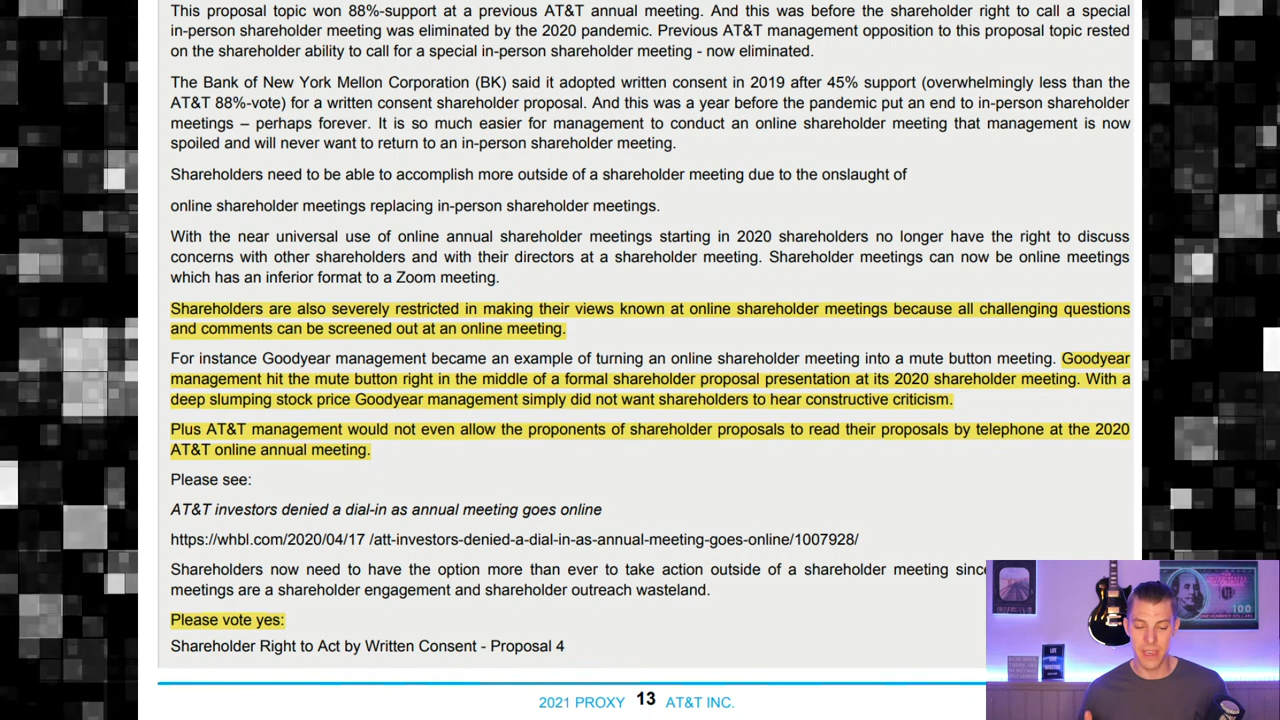 This proposal topic won 88%-support at a previous AT&T annual meeting. And this was before the shareholder right to call a special
in-person shareholder meeting was eliminated by the 2020 pandemic. Previous AT&T management opposition to this proposal topic rested
on the shareholder ability to call for a special in-person shareholder meeting - now eliminated.
The Bank of New York Mellon Corporation (BK) said it adopted written consent in 2019 after 45% support (overwhelmingly less than the
AT&T 88%-vote) for a written consent shareholder proposal. And this was a year before the pandemic put an end to in-person shareholder
meetings – perhaps forever. It is so much easier for management to conduct an online shareholder meeting that management is now
spoiled and will never want to return to an in-person shareholder meeting.
Shareholders need to be able to accomplish more outside of a shareholder meeting due to the onslaught of
online shareholder meetings replacing in-person shareholder meetings.
With the near universal use of online annual shareholder meetings starting in 2020 shareholders no longer have the right to discuss
concerns with other shareholders and with their directors at a shareholder meeting. Shareholder meetings can now be online meetings
which has an inferior format to a Zoom meeting.
Shareholders are also severely restricted in making their views known at online shareholder meetings because all challenging questions
and comments can be screened out at an online meeting.
For instance Goodyear management became an example of turning an online shareholder meeting into a mute button meeting. Goodyear
management hit the mute button right in the middle of a formal shareholder proposal presentation at its 2020 shareholder meeting. With a
deep slumping stock price Goodyear management simply did not want shareholders to hear constructive criticism.
Plus AT&T management would not even allow the proponents of shareholder proposals to read their proposals by telephone at the 2020
AT&T online annual meeting.
Please see:
AT&T investors denied a dial-in as annual meeting goes online
https://whbl.com/2020/04/17 /att-investors-denied-a-dial-in-as-annual-meeting-goes-online/1007928/
Shareholders now need to have the option more than ever to take action outside of a shareholder meeting since
meetings are a shareholder engagement and shareholder outreach wasteland.
Please vote yes:
Shareholder Right to Act by Written Consent - Proposal 4
2021 PROXY 13 AT&T INC.
100